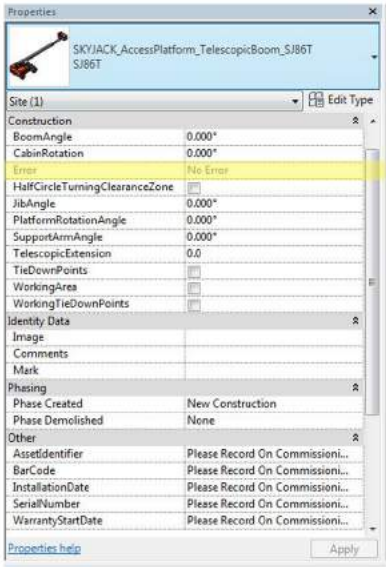 Properties
SKYJACK_AccessPlatform_TelescopicBoom_SJ86T
SJ86T
Site (1) Edit Type
Construction
BoomAngle 0.000°
CabinRotation 0.000°
Error No Error
HalfCircleTurningClearanceZone
JibAngle 0.000°
PlatformRotationAngle 0.000°
SupportArmAngle 0.000°
TelescopicExtension 0.0
TieDownPoints
WorkingArea
WorkingTieDownPoints
Identity Data
Image
Comments
Mark
Phasing
Phase Created New Construction
Phase Demolished None
Other
AssetIdentifier Please Record On Commissioni...
BarCode Please Record On Commissioni...
InstallationDate Please Record On Commissioni...
SerialNumber Please Record On Commissioni...
WarrantyStartDate Please Record On Commissioni...
Properties help Apply